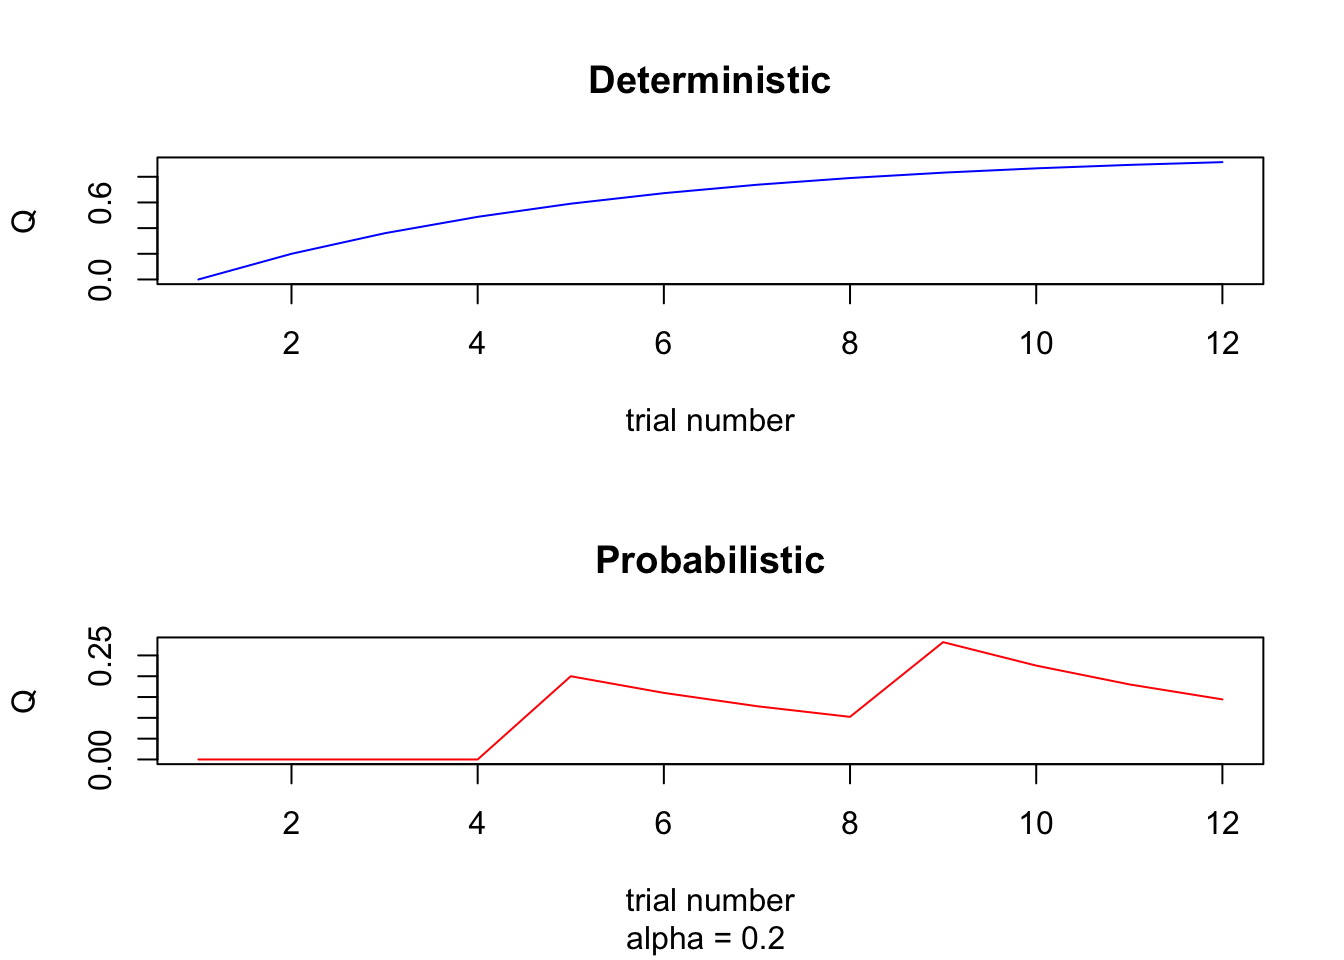 Deterministic
Q
0.6
0.0
2 4 6 8 10 12
trial number
Probabilistic
Q
0.25
0.00
2 4 6 8 10 12
trial number
alpha = 0.2